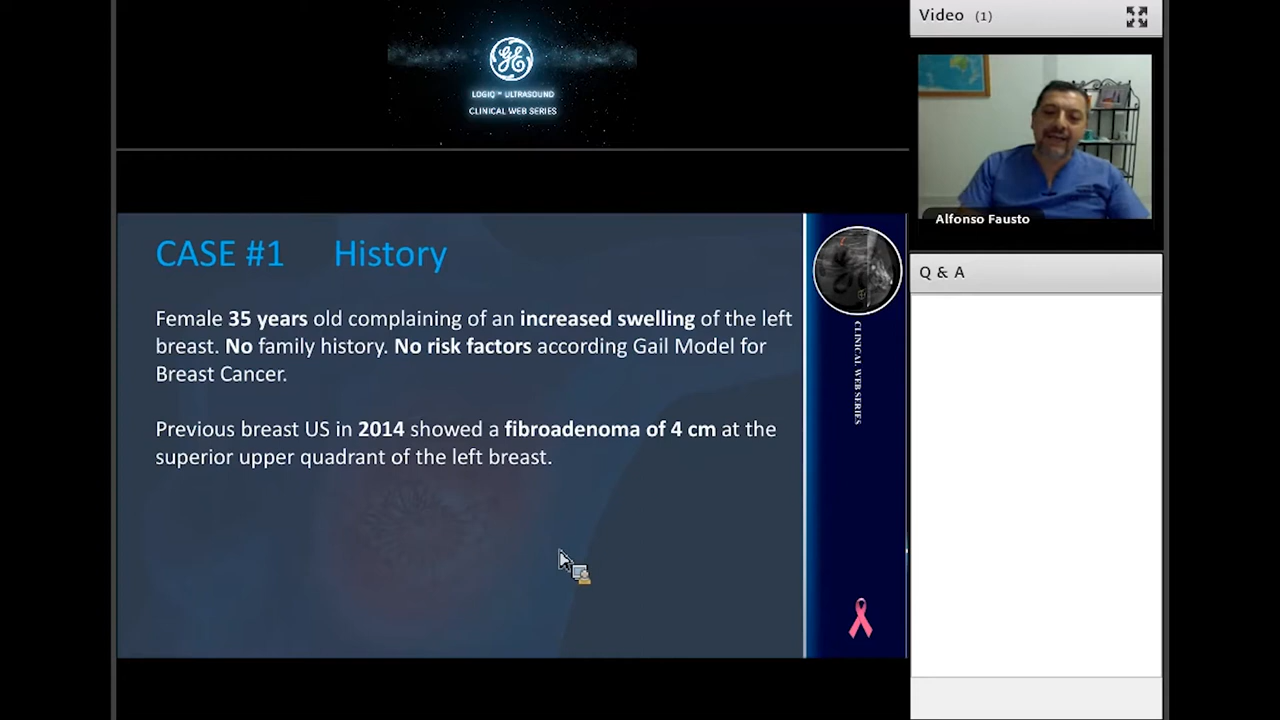 GE
LOGIQ™ ULTRASOUND
CLINICAL WEB SERIES
Video (1)
Alfonso Fausto
Q & A
CASE #1 History
Female 35 years old complaining of an increased swelling of the left
breast. No family history. No risk factors according Gail Model for
Breast Cancer.
Previous breast US in 2014 showed a fibroadenoma of 4 cm at the
superior upper quadrant of the left breast.
CLINICAL WEB SERIES